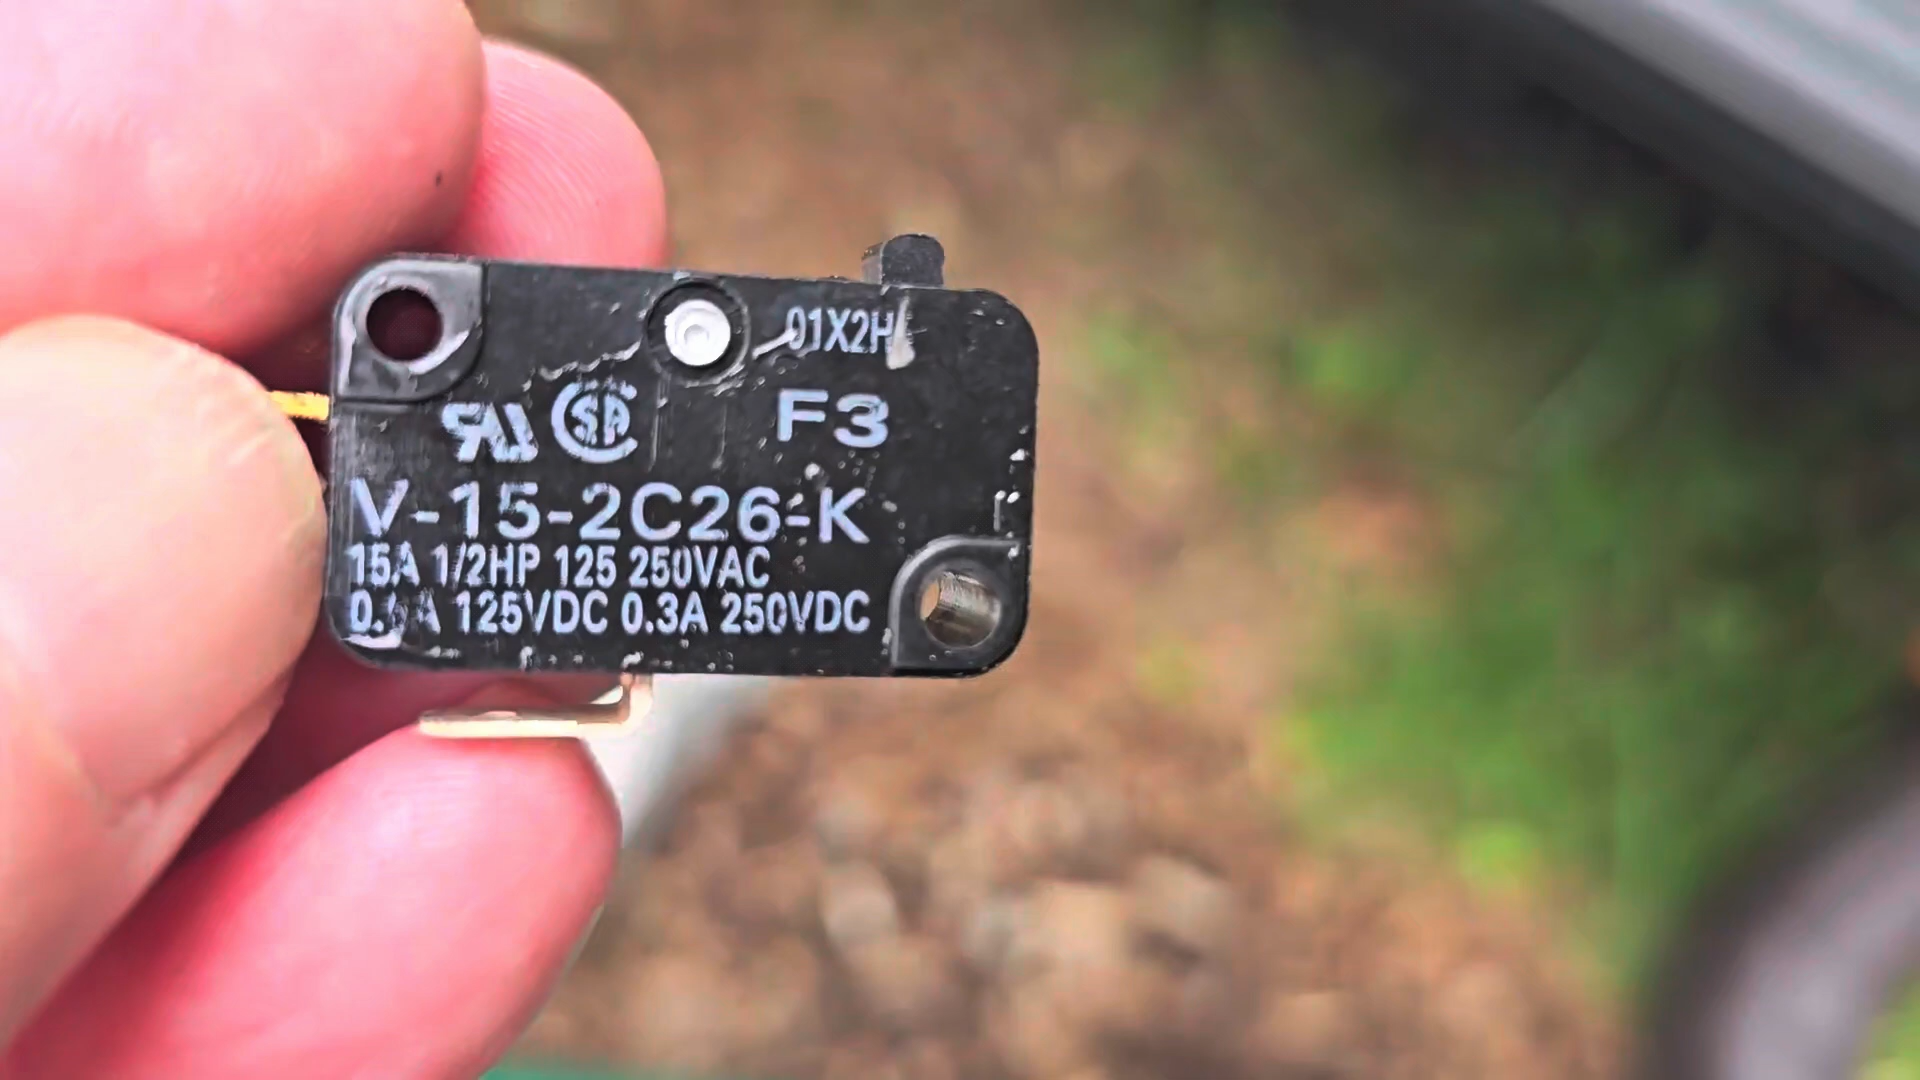 01X2H
F3
V-15-2C26-K
15A 1/2HP 125 250VAC
125VDC 0.3A 250VDC